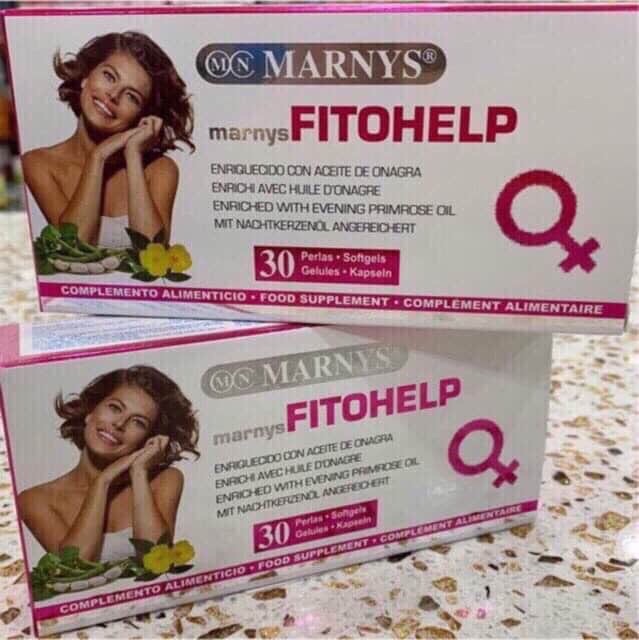 MN MARNYS®
marnys FITOHELP
ENRIQUECIDO CON ACEITE DE ONAGRA
ENRICHI AVEC HUILE D'ONAGRE
ENRICHED WITH EVENING PRIMROSE OIL
MIT NACHTKERZENÖL ANGEREICHERT
30 Perlas • Softgels
Gelules • Kapseln
COMPLEMENTO ALIMENTICIO • FOOD SUPPLEMENT • COMPLÉMENT ALIMENTAIRE
MN MARNYS
marnys FITOHELP
ENRIQUECIDO CON ACEITE DE ONAGRA
ENRICHI AVEC HUILE D'ONAGRE
ENRICHED WITH EVENING PRIMROSE OIL
MIT NACHTKERZENÖL ANGEREICHERT
30 Perlas • Softgels
Gelules • Kapseln
COMPLEMENTO ALIMENTICIO • FOOD SUPPLEMENT • COMPLÉMENT ALIMENTAIRE